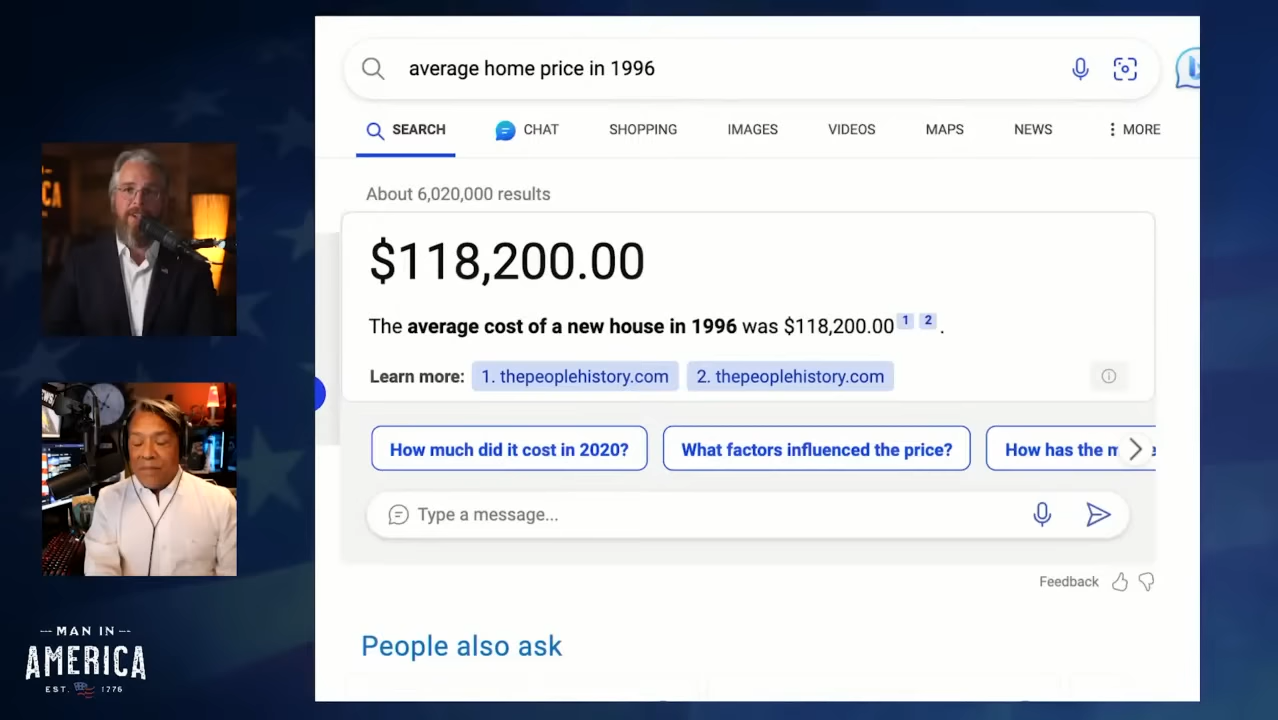 average home price in 1996
SEARCH
CHAT
SHOPPING
IMAGES
VIDEOS
MAPS
NEWS
MORE
About 6,020,000 results
$118,200.00
The average cost of a new house in 1996 was $118,200.00 1 2 .
Learn more: 1. thepeoplehistory.com 2. thepeoplehistory.com
How much did it cost in 2020?
What factors influenced the price?
How has the m
Type a message...
Feedback
People also ask
MAN IN
AMERICA
EST. 1776